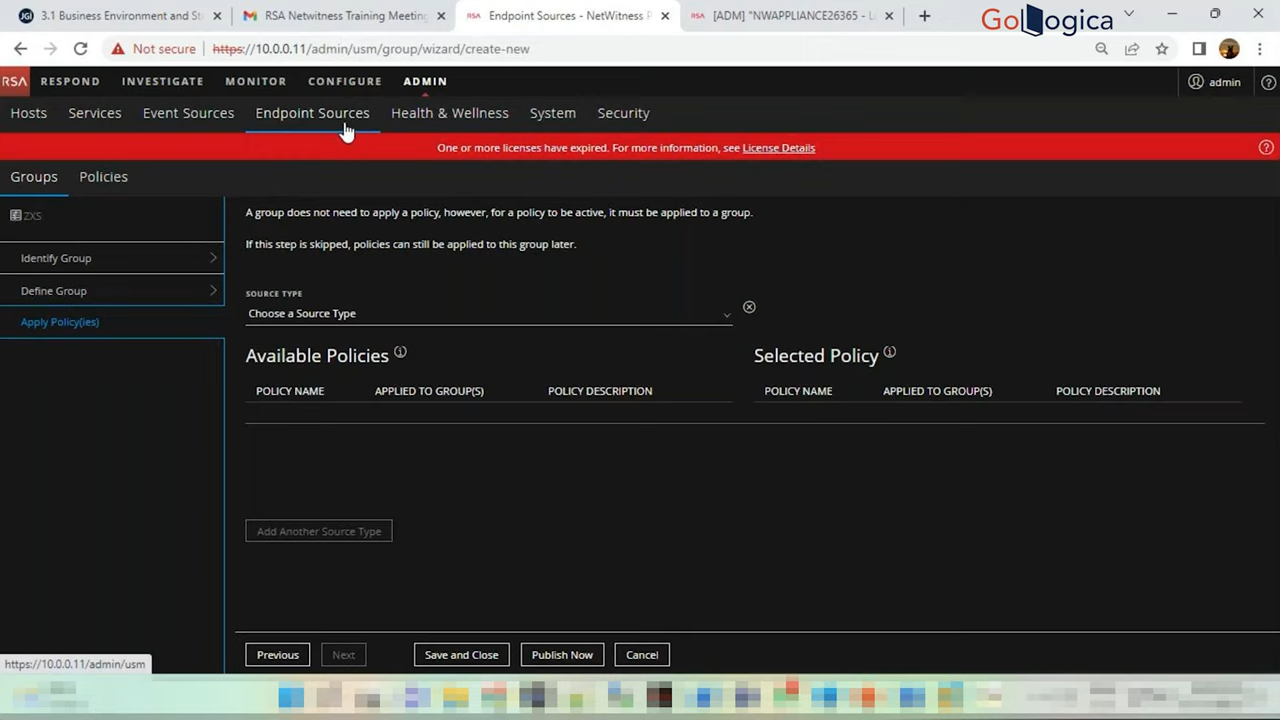 3.1 Business Environment and St
RSA Netwitness Training Meeting
Endpoint Sources - NetWitness P
[ADM] "NWAPPLIANCE26365 - L
GoLogica
Not secure
https://10.0.0.11/admin/usm/group/wizard/create-new
RSA
RESPOND
INVESTIGATE
MONITOR
CONFIGURE
ADMIN
admin
Hosts
Services
Event Sources
Endpoint Sources
Health & Wellness
System
Security
One or more licenses have expired. For more information, see License Details
Groups
Policies
ZXS
Identify Group
Define Group
Apply Policy(ies)
A group does not need to apply a policy, however, for a policy to be active, it must be applied to a group.
If this step is skipped, policies can still be applied to this group later.
SOURCE TYPE
Choose a Source Type
Available Policies
Selected Policy
POLICY NAME
APPLIED TO GROUP(S)
POLICY DESCRIPTION
POLICY NAME
APPLIED TO GROUP(S)
POLICY DESCRIPTION
Add Another Source Type
Previous
Next
Save and Close
Publish Now
Cancel
https://10.0.0.11/admin/usm